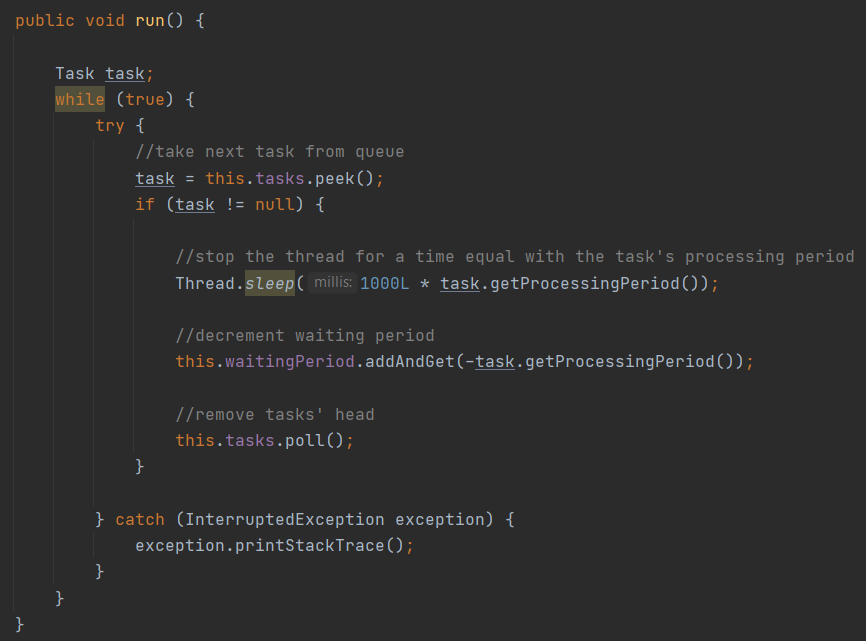 public void run() {
Task task;
while (true) {
try {
//take next task from queue
task = this.tasks.peek();
if (task != null) {
//stop the thread for a time equal with the task's processing period
Thread.sleep( millis: 1000L * task.getProcessingPeriod());
//decrement waiting period
this.waitingPeriod.addAndGet(-task.getProcessingPeriod());
//remove tasks' head
this.tasks.poll();
}
} catch (InterruptedException exception) {
exception.printStackTrace();
}
}
}